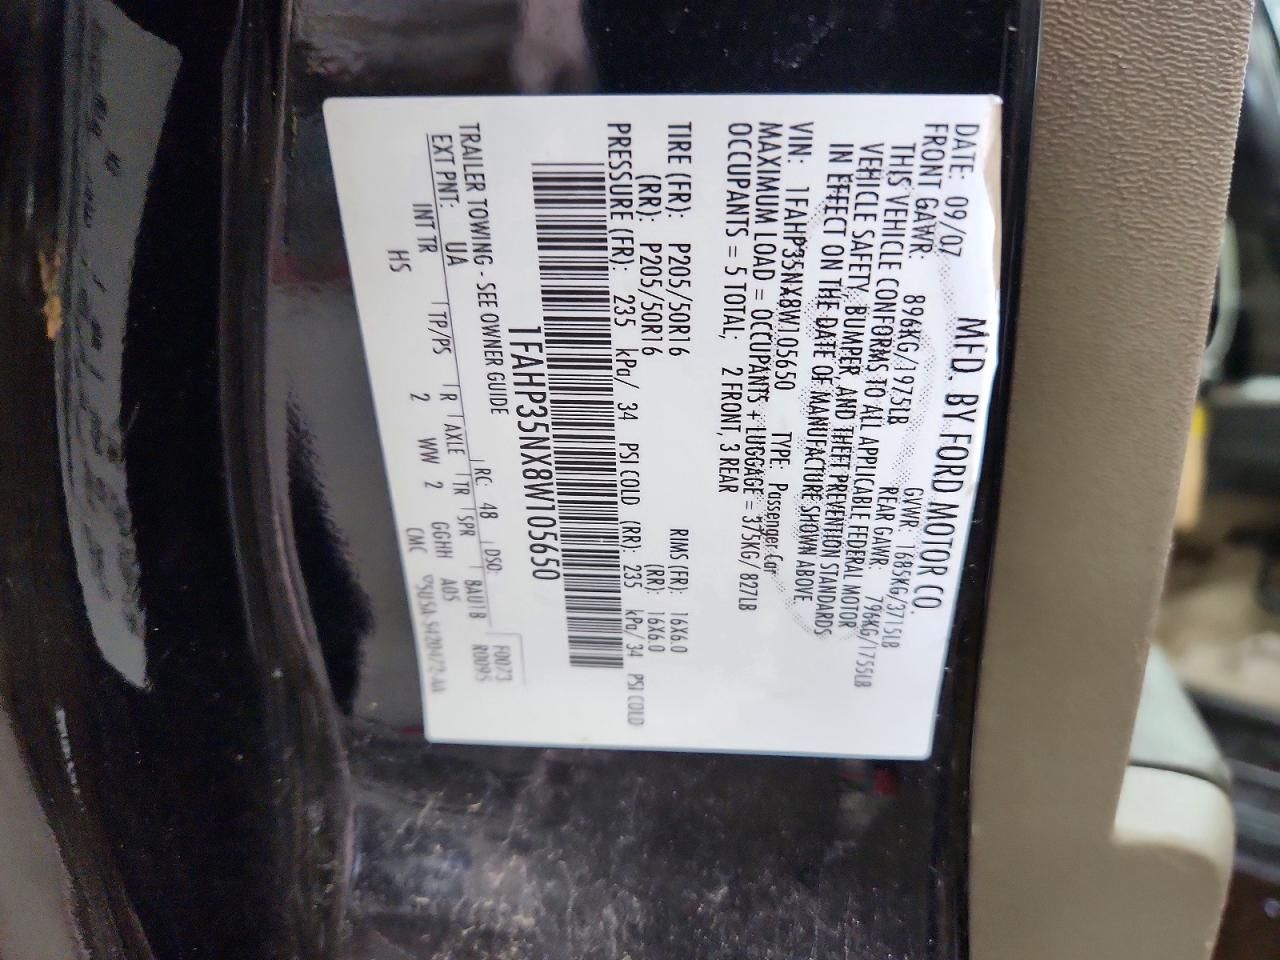 MFD. BY FORD MOTOR CO.
DATE: 09/07 GVWR: 1685KG/3715LB
FRONT GAWR: 896KG/1975LB REAR GAWR: 796KG/1755LB
THIS VEHICLE CONFORMS TO ALL APPLICABLE FEDERAL MOTOR
VEHICLE SAFETY, BUMPER, AND THEFT PREVENTION STANDARDS
IN EFFECT ON THE DATE OF MANUFACTURE SHOWN ABOVE
VIN: 1FAHP35NX8W105650 TYPE: Passenger Car
MAXIMUM LOAD = OCCUPANTS + LUGGAGE = 375KG/827LB
OCCUPANTS = 5 TOTAL; 2 FRONT, 3 REAR
TIRE (FR): P205/50R16 RIMS (FR): 16X6.0
(RR): P205/50R16 (RR): 16X6.0
PRESSURE (FR): 235 kPa/ 34 PSI COLD (RR): 235 kPa/ 34 PSI COLD
1FAHP35NX8W105650
TRAILER TOWING - SEE OWNER GUIDE
F0073
R0095
EXT PNT: UA RC: 48 DSO:
INT TR TP/PS R AXLE TR SPR 8AU1B
HS 2 WW 2 GGHH AOS
CMC